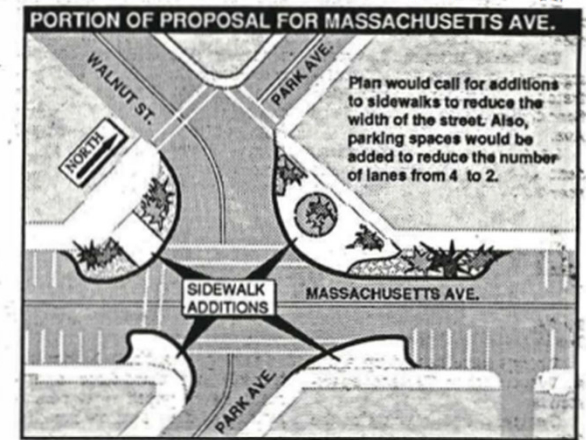 PORTION OF PROPOSAL FOR MASSACHUSETTS AVE.
WALNUT ST.
PARK AVE.
Plan would call for additions
to sidewalks to reduce the
width of the street. Also,
parking spaces would be
added to reduce the number
of lanes from 4 to 2.
NORTH
SIDEWALK
ADDITIONS
MASSACHUSETTS AVE.
PARK AVE.